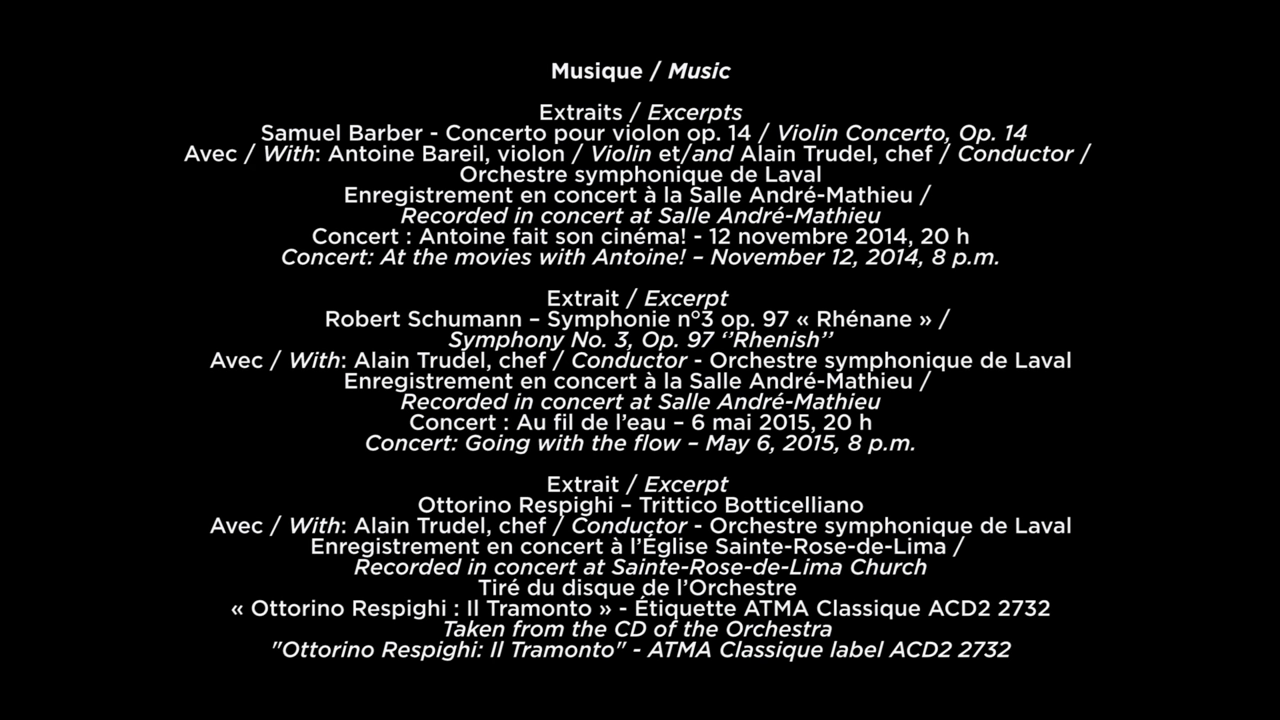 Musique / Music
Extraits / Excerpts
Samuel Barber - Concerto pour violon op. 14 / Violin Concerto, Op. 14
Avec / With: Antoine Bareil, violon / Violin et/and Alain Trudel, chef / Conductor /
Orchestre symphonique de Laval
Enregistrement en concert à la Salle André-Mathieu /
Recorded in concert at Salle André-Mathieu
Concert : Antoine fait son cinéma! - 12 novembre 2014, 20 h
Concert: At the movies with Antoine! – November 12, 2014, 8 p.m.
Extrait / Excerpt
Robert Schumann – Symphonie n°3 op. 97 « Rhénane » /
Symphony No. 3, Op. 97 ‘’Rhenish’’
Avec / With: Alain Trudel, chef / Conductor - Orchestre symphonique de Laval
Enregistrement en concert à la Salle André-Mathieu /
Recorded in concert at Salle André-Mathieu
Concert : Au fil de l’eau – 6 mai 2015, 20 h
Concert: Going with the flow – May 6, 2015, 8 p.m.
Extrait / Excerpt
Ottorino Respighi – Trittico Botticelliano
Avec / With: Alain Trudel, chef / Conductor - Orchestre symphonique de Laval
Enregistrement en concert à l’Église Sainte-Rose-de-Lima /
Recorded in concert at Sainte-Rose-de-Lima Church
Tiré du disque de l’Orchestre
« Ottorino Respighi : Il Tramonto » - Étiquette ATMA Classique ACD2 2732
Taken from the CD of the Orchestra
"Ottorino Respighi: Il Tramonto" - ATMA Classique label ACD2 2732